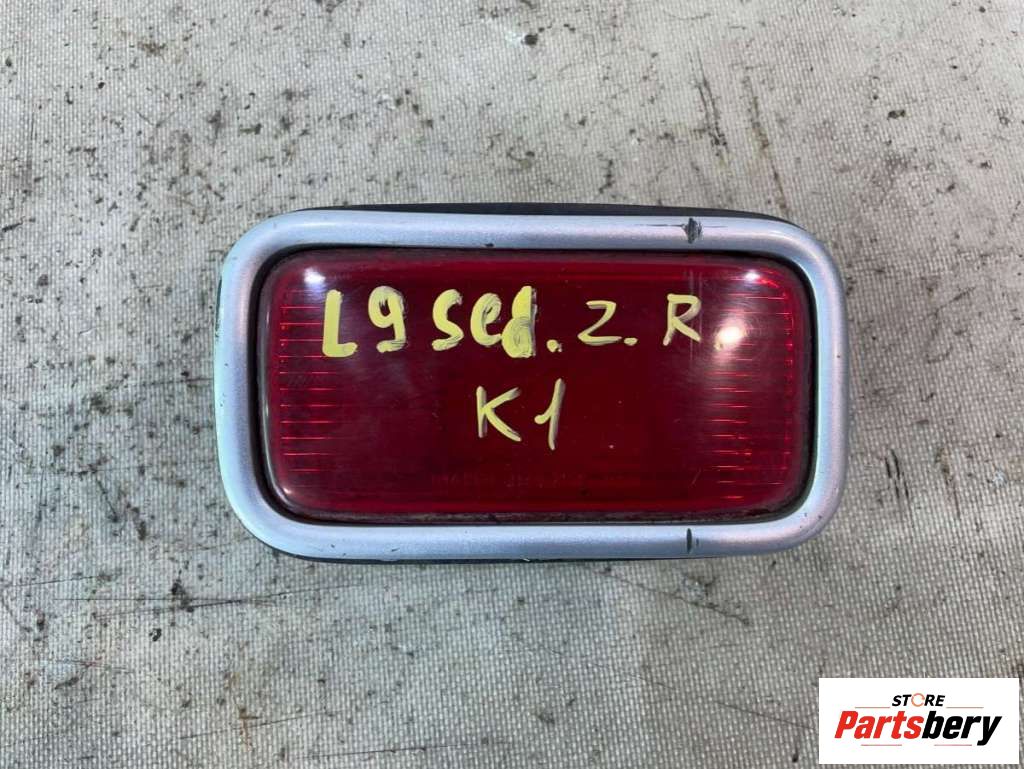 L9 sed. Z. R.
K1
STORE
Partsbery